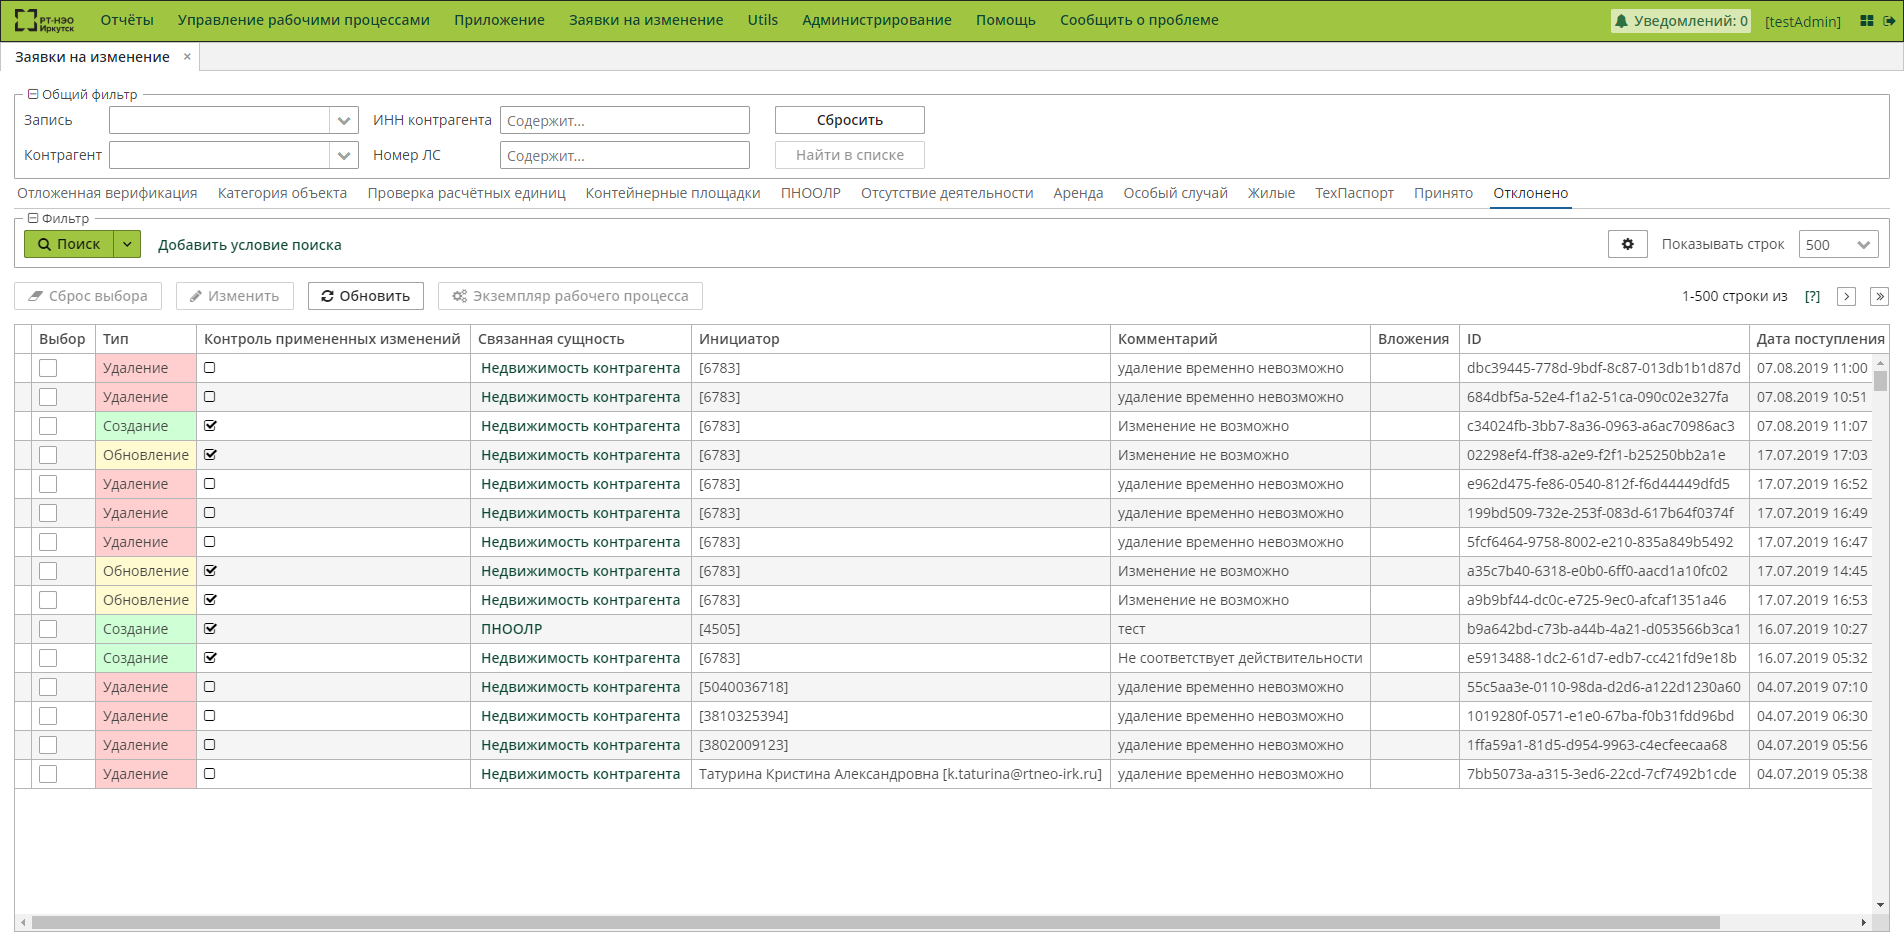 РТ-НЭО Иркутск Отчёты Управление рабочими процессами Приложение Заявки на изменение Utils Администрирование Помощь Сообщить о проблеме Уведомлений: 0 [testAdmin]
Заявки на изменение ×
Общий фильтр
Запись ИНН контрагента Содержит... Сбросить
Контрагент Номер ЛС Содержит... Найти в списке
Отложенная верификация Категория объекта Проверка расчётных единиц Контейнерные площадки ПНООЛР Отсутствие деятельности Аренда Особый случай Жилые ТехПаспорт Принято Отклонено
Фильтр
Поиск Добавить условие поиска Показывать строк 500
Сброс выбора Изменить Обновить Экземпляр рабочего процесса 1-500 строки из [?]
Выбор Тип Контроль примененных изменений Связанная сущность Инициатор Комментарий Вложения ID Дата поступления
Удаление Недвижимость контрагента [6783] удаление временно невозможно dbc39445-778d-9bdf-8c87-013db1b1d87d 07.08.2019 11:00
Удаление Недвижимость контрагента [6783] удаление временно невозможно 684dbf5a-52e4-f1a2-51ca-090c02e327fa 07.08.2019 10:51
Создание Недвижимость контрагента [6783] Изменение не возможно c34024fb-3bb7-8a36-0963-a6ac70986ac3 07.08.2019 11:07
Обновление Недвижимость контрагента [6783] Изменение не возможно 02298ef4-ff38-a2e9-f2f1-b25250bb2a1e 17.07.2019 17:03
Удаление Недвижимость контрагента [6783] удаление временно невозможно e962d475-fe86-0540-812f-f6d44449dfd5 17.07.2019 16:52
Удаление Недвижимость контрагента [6783] удаление временно невозможно 199bd509-732e-253f-083d-617b64f0374f 17.07.2019 16:49
Удаление Недвижимость контрагента [6783] удаление временно невозможно 5fcf6464-9758-8002-e210-835a849b5492 17.07.2019 16:47
Обновление Недвижимость контрагента [6783] Изменение не возможно a35c7b40-6318-e0b0-6ff0-aacd1a10fc02 17.07.2019 14:45
Обновление Недвижимость контрагента [6783] Изменение не возможно a9b9bf44-dc0c-e725-9ec0-afcaf1351a46 17.07.2019 16:53
Создание ПНООЛР [4505] тест b9a642bd-c73b-a44b-4a21-d053566b3ca1 16.07.2019 10:27
Создание Недвижимость контрагента [6783] Не соответствует действительности e5913488-1dc2-61d7-edb7-cc421fd9e18b 16.07.2019 05:32
Удаление Недвижимость контрагента [5040036718] удаление временно невозможно 55c5aa3e-0110-98da-d2d6-a122d1230a60 04.07.2019 07:10
Удаление Недвижимость контрагента [3810325394] удаление временно невозможно 1019280f-0571-e1e0-67ba-f0b31fdd96bd 04.07.2019 06:30
Удаление Недвижимость контрагента [3802009123] удаление временно невозможно 1ffa59a1-81d5-d954-9963-c4ecfeecaa68 04.07.2019 05:56
Удаление Недвижимость контрагента Татурина Кристина Александровна [k.taturina@rtneo-irk.ru] удаление временно невозможно 7bb5073a-a315-3ed6-22cd-7cf7492b1cde 04.07.2019 05:38